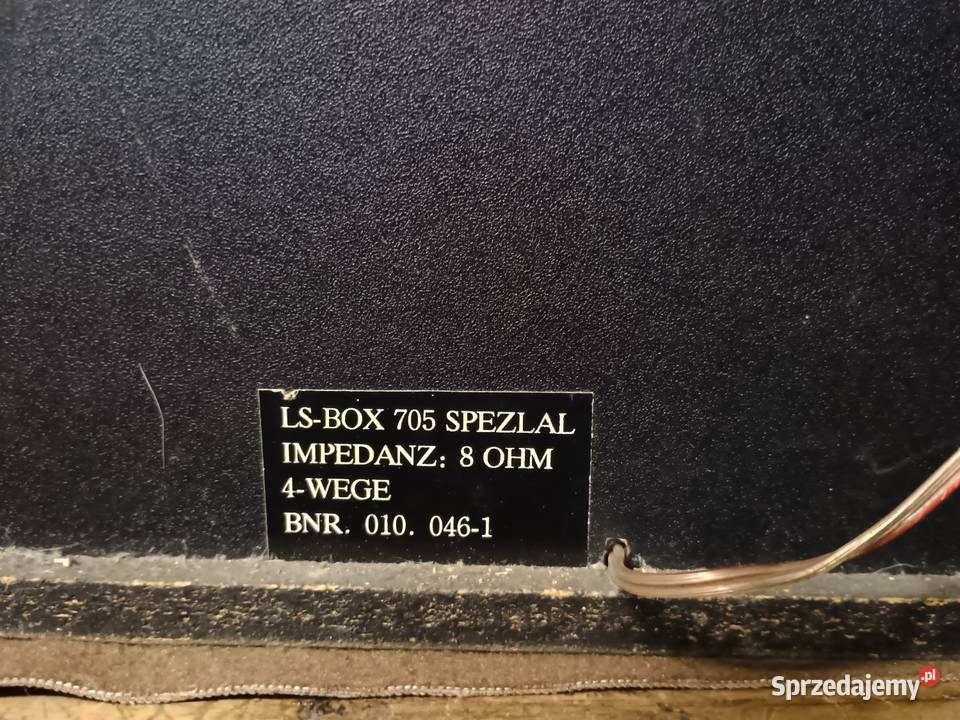 LS-BOX 705 SPEZLAL
IMPEDANZ: 8 OHM
4-WEGE
BNR. 010. 046-1
Sprzedajemy.pl